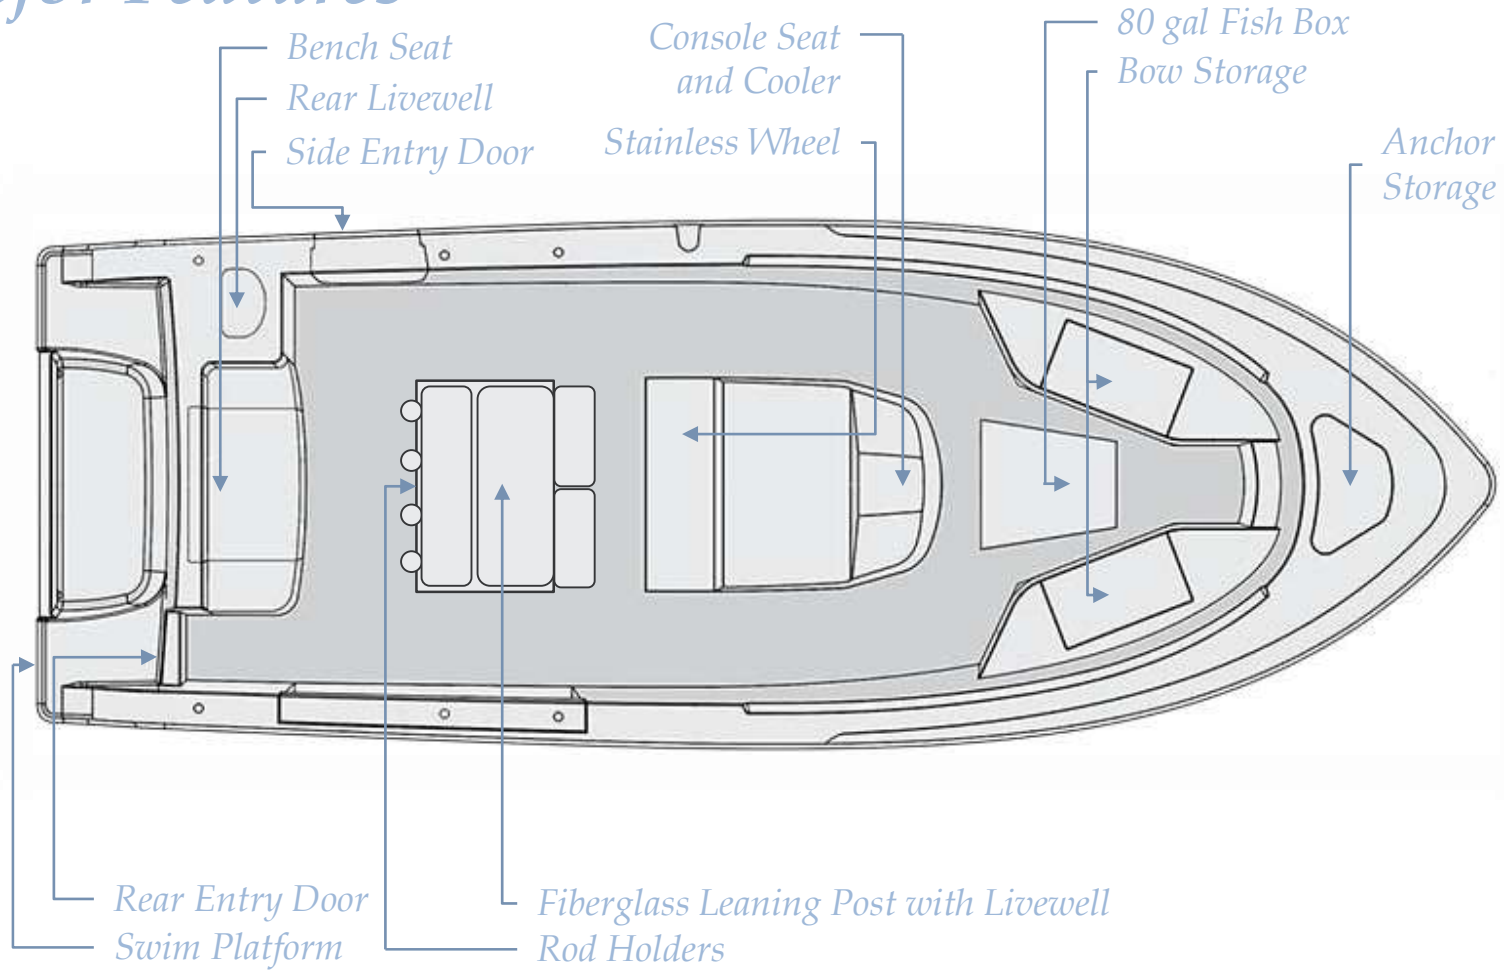 Features
Bench Seat
Rear Livewell
Side Entry Door
Console Seat
and Cooler
Stainless Wheel
80 gal Fish Box
Bow Storage
Anchor
Storage
Rear Entry Door
Swim Platform
Fiberglass Leaning Post with Livewell
Rod Holders